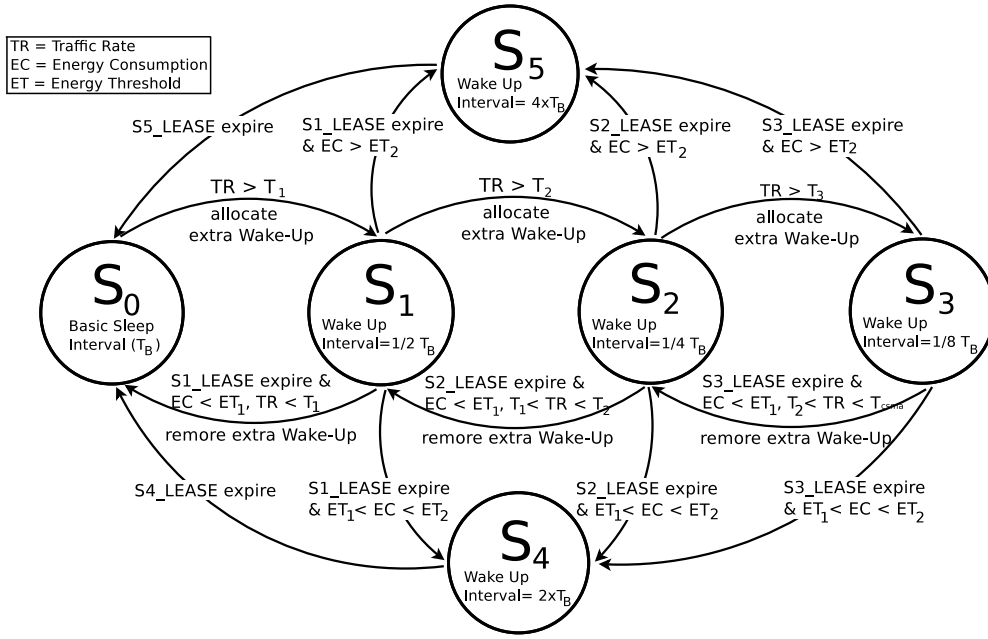 TR = Traffic Rate
EC = Energy Consumption
ET = Energy Threshold
S5
Wake Up
Interval= 4xTB
S5_LEASE expire
S1_LEASE expire
& EC > ET2
S2_LEASE expire
& EC > ET2
S3_LEASE expire
& EC > ET2
TR > T1
allocate
extra Wake-Up
TR > T2
allocate
extra Wake-Up
TR > T3
allocate
extra Wake-Up
S0
Basic Sleep
Interval (TB)
S1
Wake Up
Interval=1/2 TB
S2
Wake Up
Interval=1/4 TB
S3
Wake Up
Interval=1/8 TB
S1_LEASE expire &
EC < ET1, TR < T1
remore extra Wake-Up
S2_LEASE expire &
EC < ET1, T1< TR < T2
remore extra Wake-Up
S3_LEASE expire &
EC < ET1, T2< TR < Tcsma
remore extra Wake-Up
S4_LEASE expire
S1_LEASE expire
& ET1< EC < ET2
S2_LEASE expire
& ET1< EC < ET2
S3_LEASE expire
& ET1< EC < ET2
S4
Wake Up
Interval= 2xTB